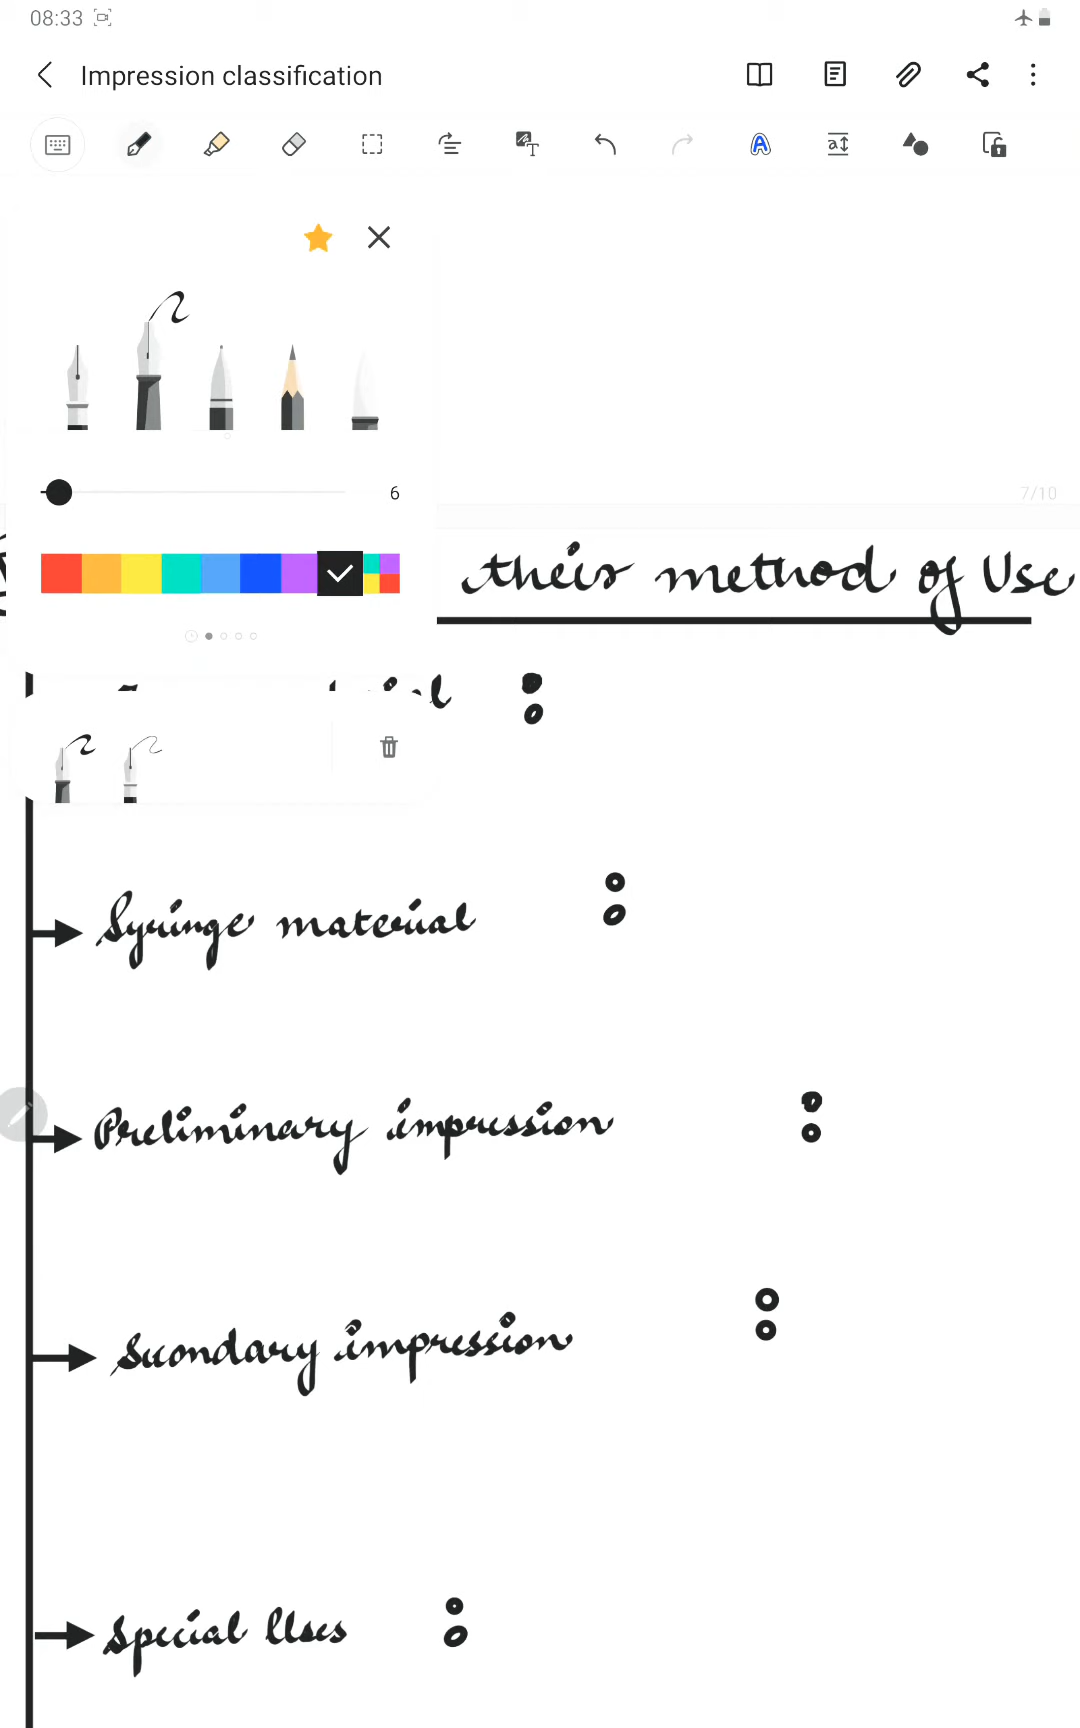 08:33
Impression classification
7/10
6
their method of Use
Syringe material :
Preliminary impression :
Secondary impression :
Special Uses :